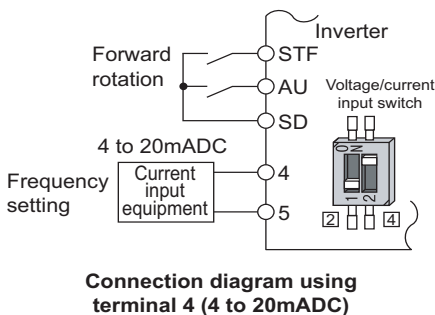 Inverter
Forward
rotation
STF
AU
SD
Voltage/current
input switch
4 to 20mADC
Frequency
setting
Current
input
equipment
4
5
ON
1 2
2
4
Connection diagram using
terminal 4 (4 to 20mADC)